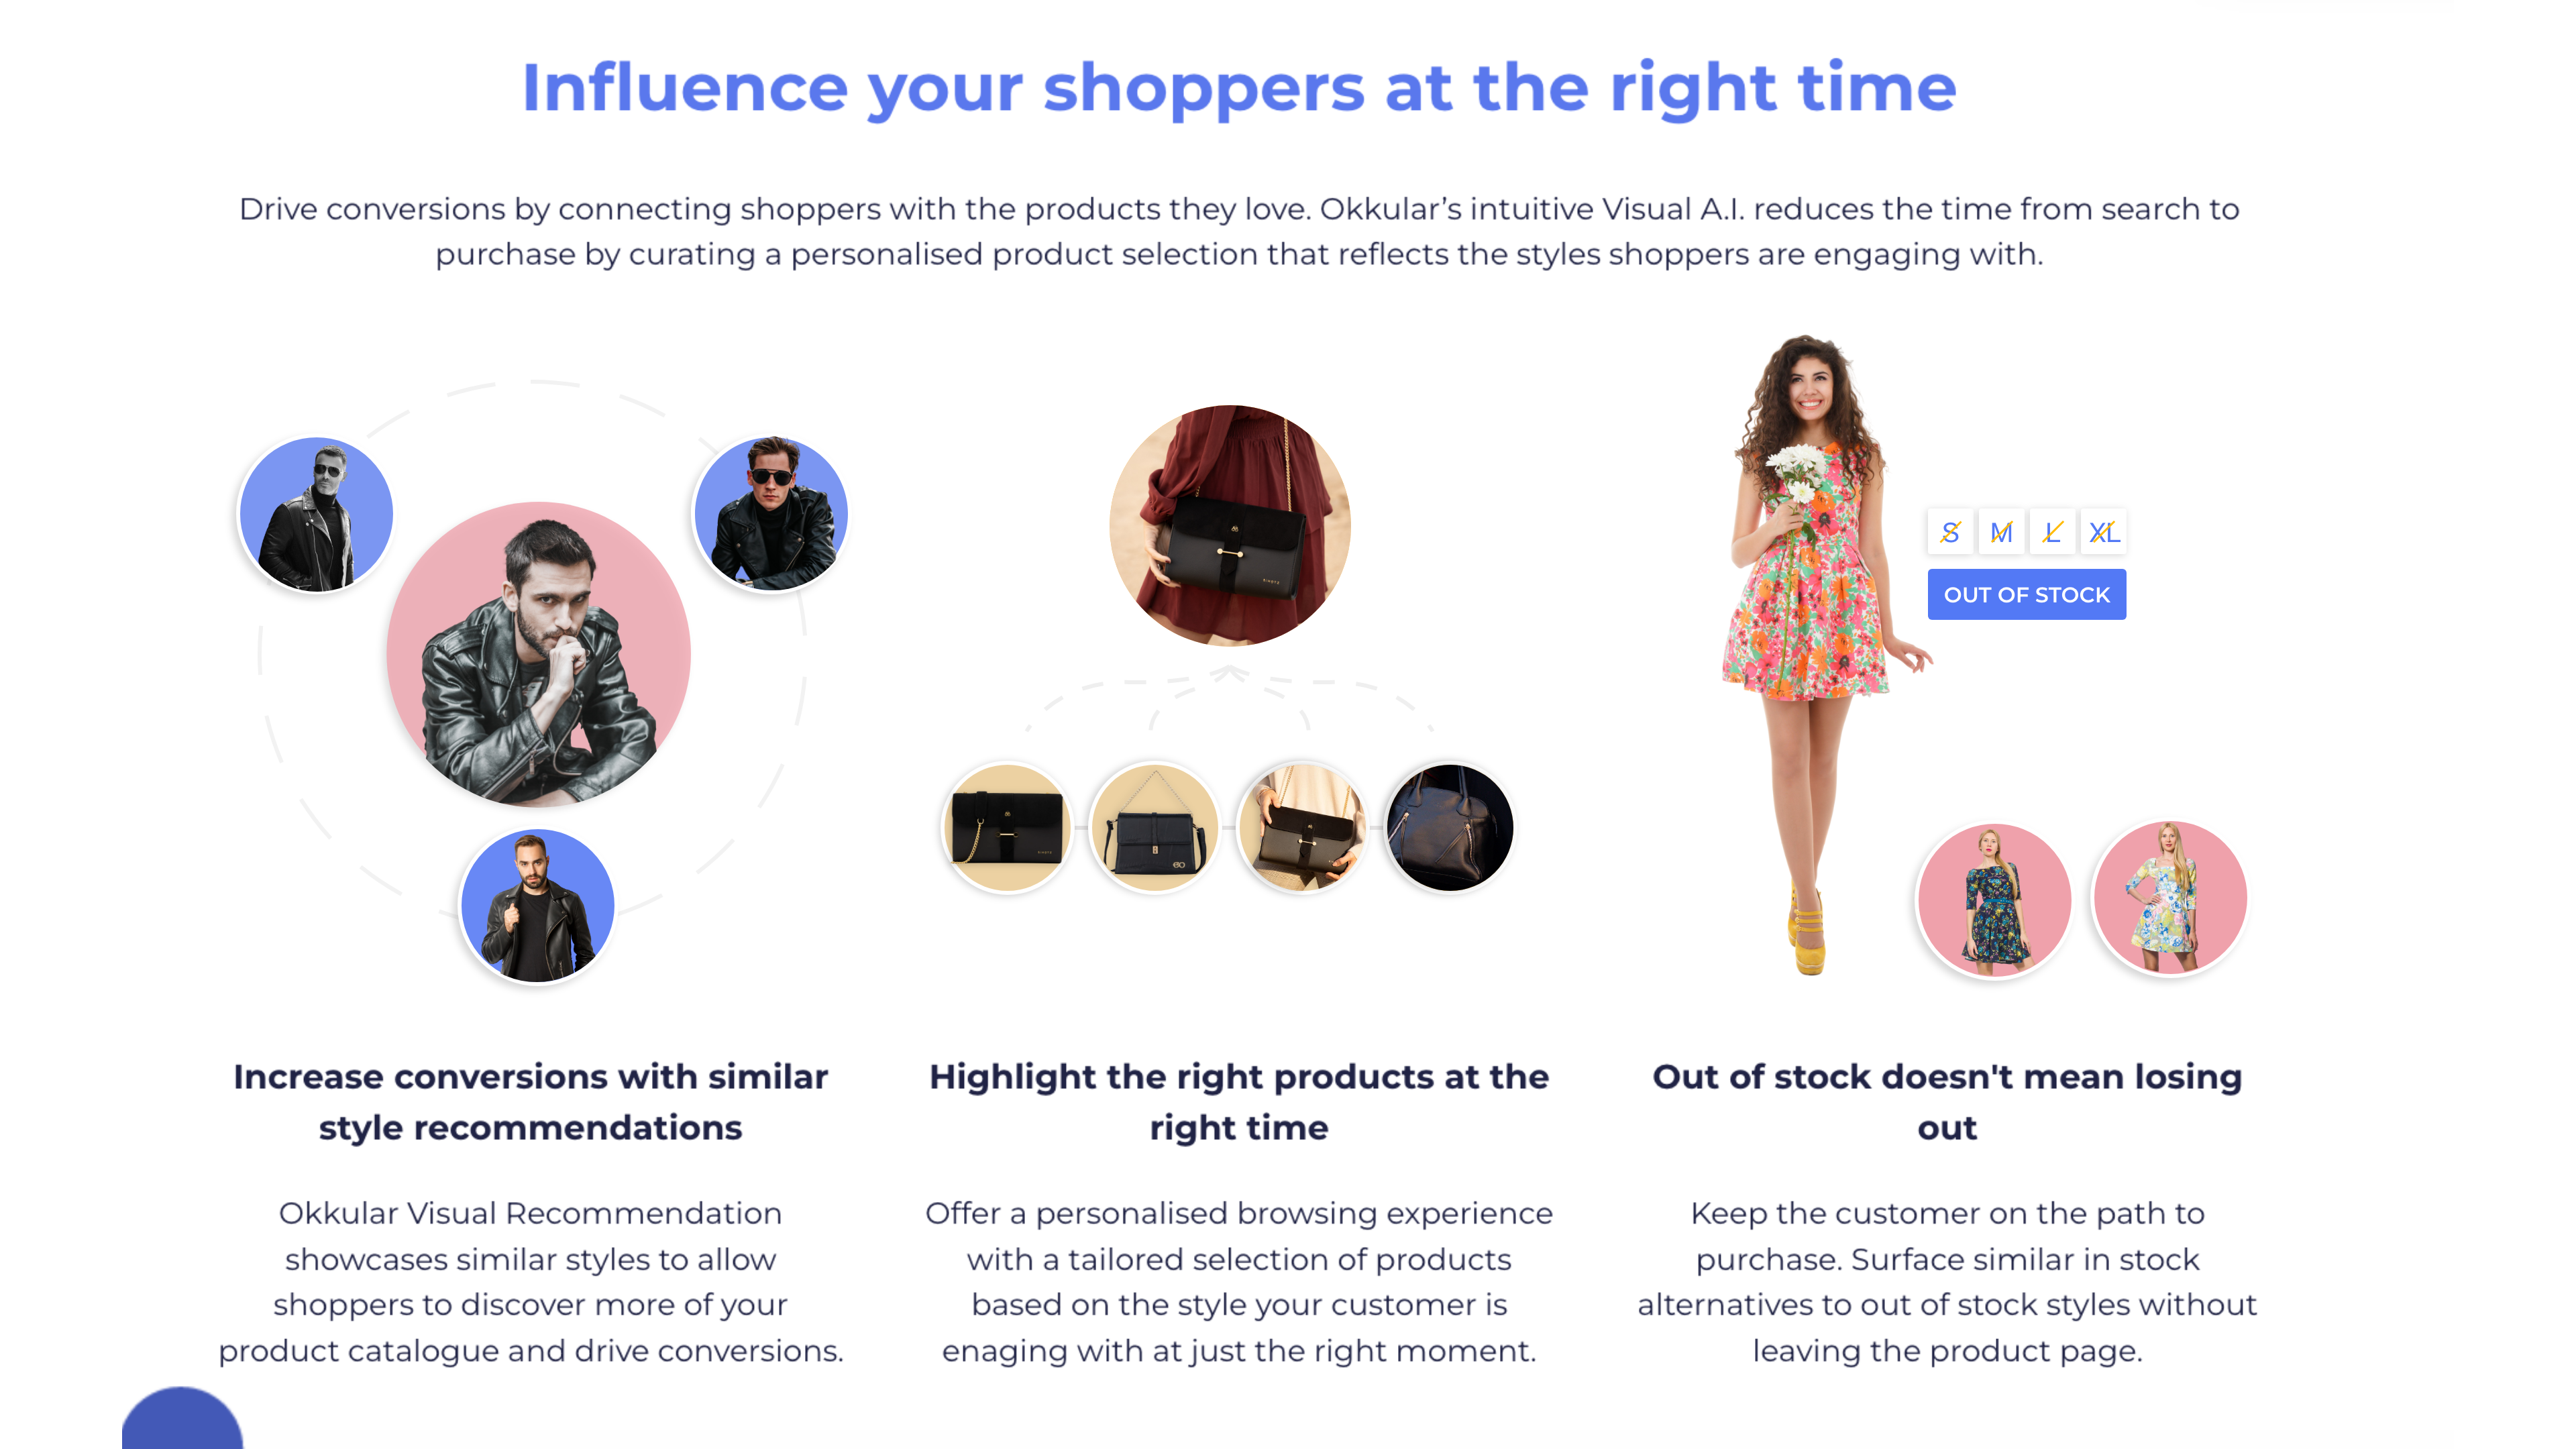 Influence your shoppers at the right time
Drive conversions by connecting shoppers with the products they love. Okkular’s intuitive Visual A.I. reduces the time from search to
purchase by curating a personalised product selection that reflects the styles shoppers are engaging with.
S M L XL
OUT OF STOCK
Increase conversions with similar
style recommendations
Okkular Visual Recommendation
showcases similar styles to allow
shoppers to discover more of your
product catalogue and drive conversions.
Highlight the right products at the
right time
Offer a personalised browsing experience
with a tailored selection of products
based on the style your customer is
enaging with at just the right moment.
Out of stock doesn't mean losing
out
Keep the customer on the path to
purchase. Surface similar in stock
alternatives to out of stock styles without
leaving the product page.